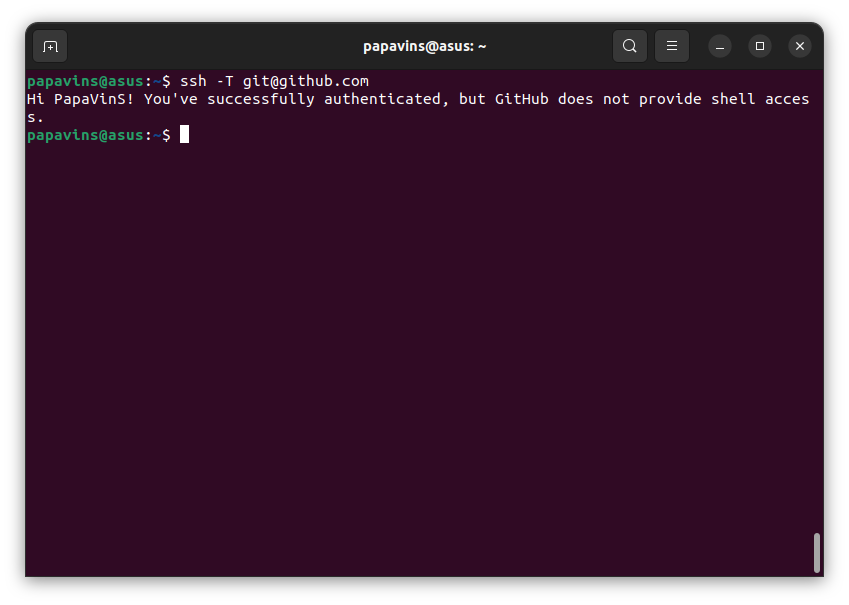 papavins@asus: ~
papavins@asus:~$ ssh -T git@github.com
Hi PapaVinS! You've successfully authenticated, but GitHub does not provide shell acces
s.
papavins@asus:~$